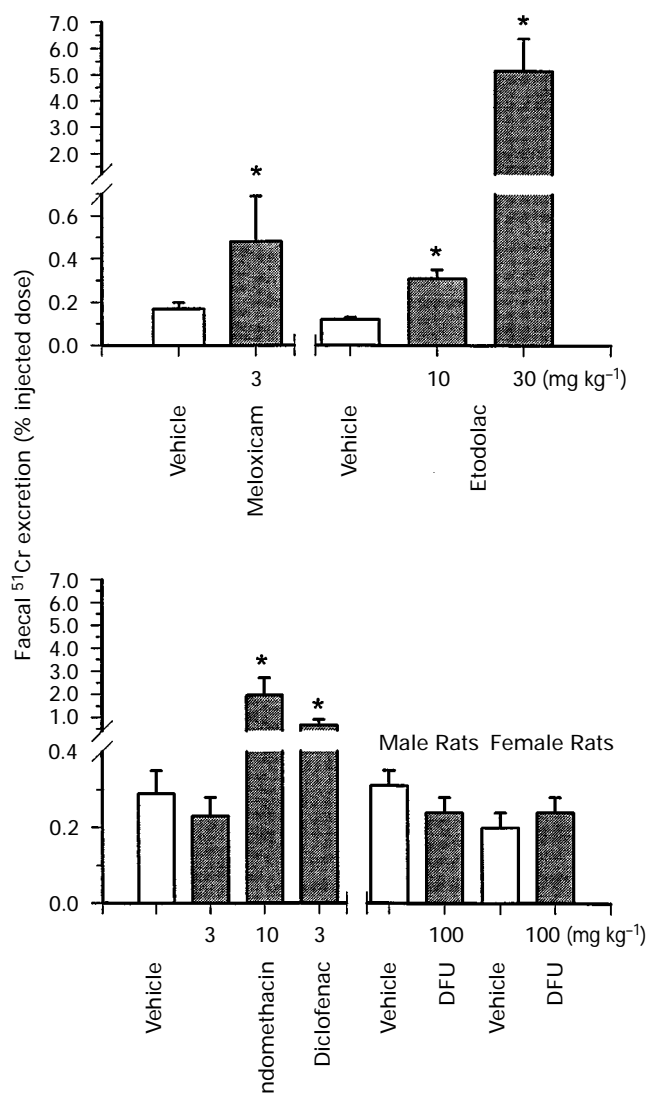 Faecal ⁵¹Cr excretion (% injected dose)
7.0
6.0
5.0
4.0
3.0
2.0
0.6
0.4
0.2
0.0
*
*
*
3
10
30 (mg kg⁻¹)
Vehicle
Meloxicam
Vehicle
Etodolac
7.0
6.0
5.0
4.0
3.0
2.0
1.0
0.4
0.2
0.0
*
*
Male Rats Female Rats
3
10
3
100
100 (mg kg⁻¹)
Vehicle
ndomethacin
Diclofenac
Vehicle
DFU
Vehicle
DFU